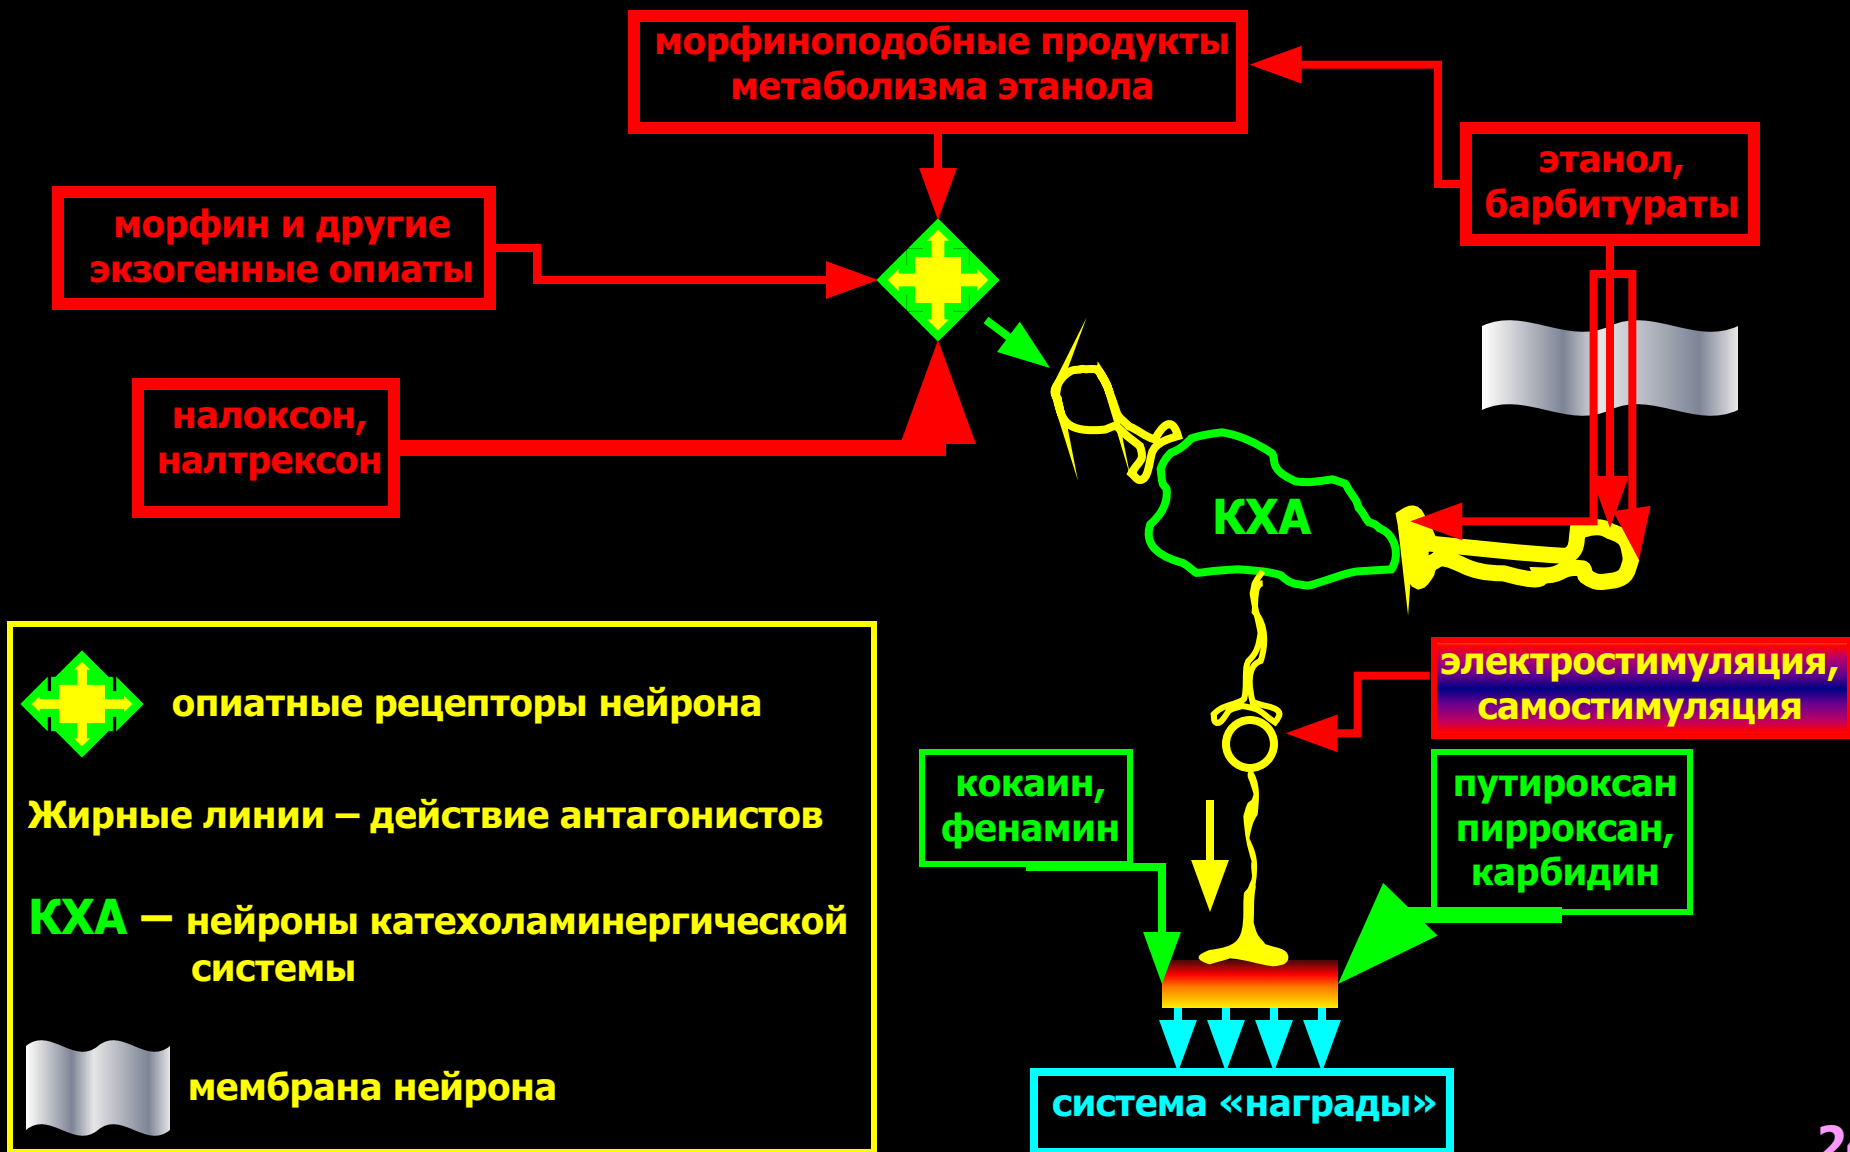 морфиноподобные продукты
метаболизма этанола
этанол,
барбитураты
морфин и другие
экзогенные опиаты
налоксон,
налтрексон
КХА
опиатные рецепторы нейрона
Жирные линии – действие антагонистов
КХА – нейроны катехоламинергической
системы
мембрана нейрона
электростимуляция,
самостимуляция
кокаин,
фенамин
путироксан
пирроксан,
карбидин
система «награды»